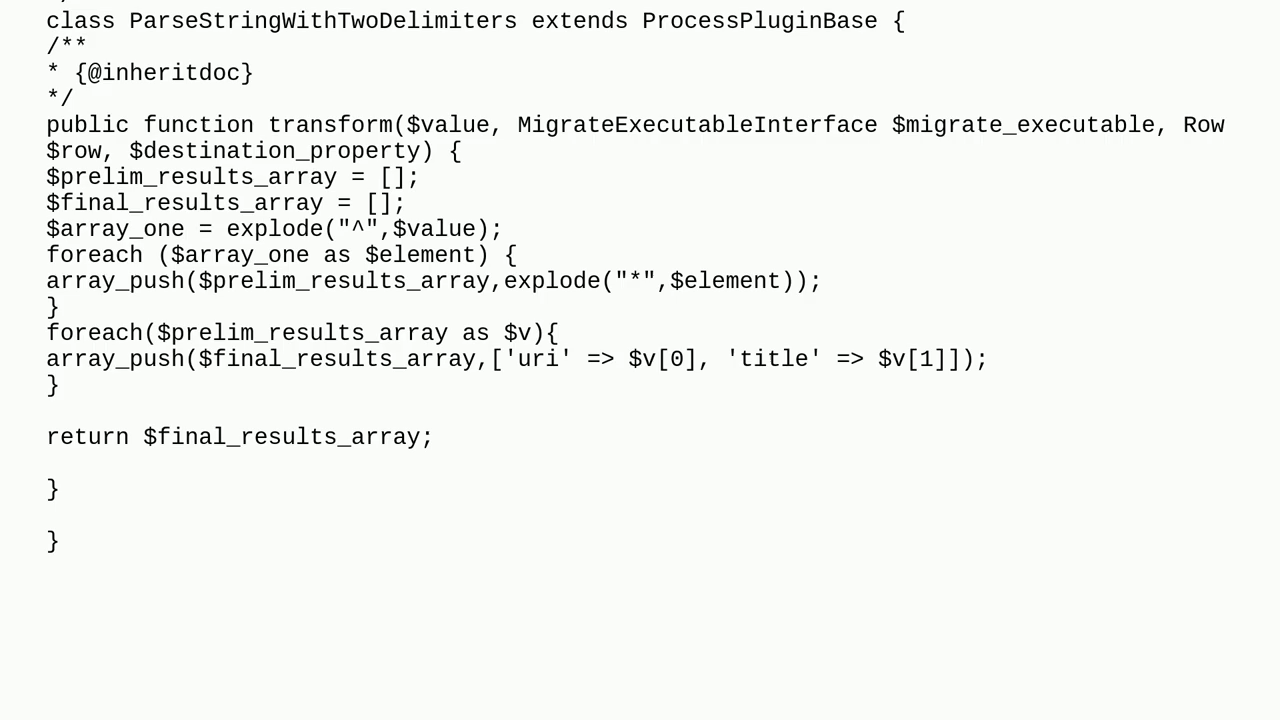 class ParseStringWithTwoDelimiters extends ProcessPluginBase {
/**
* {@inheritdoc}
*/
public function transform($value, MigrateExecutableInterface $migrate_executable, Row
$row, $destination_property) {
$prelim_results_array = [];
$final_results_array = [];
$array_one = explode("^",$value);
foreach ($array_one as $element) {
array_push($prelim_results_array,explode("*",$element));
}
foreach($prelim_results_array as $v){
array_push($final_results_array,['uri' => $v[0], 'title' => $v[1]]);
}
return $final_results_array;
}
}